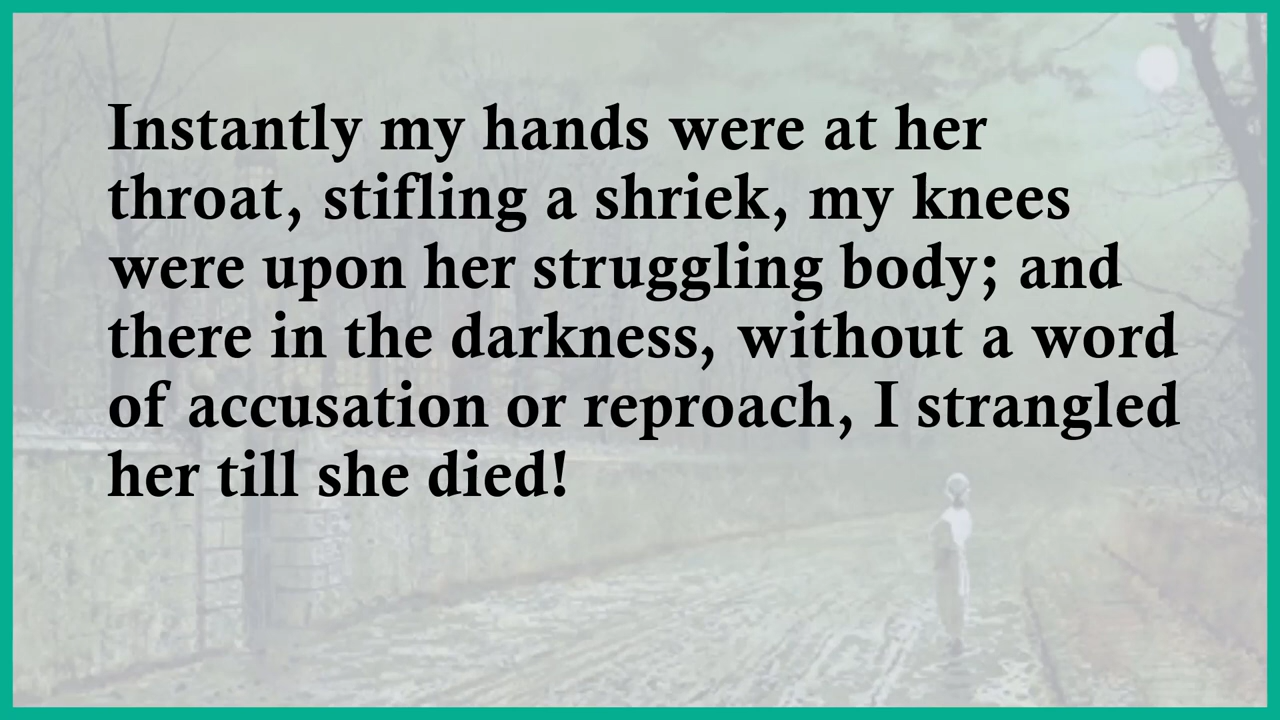 Instantly my hands were at her
throat, stifling a shriek, my knees
were upon her struggling body; and
there in the darkness, without a word
of accusation or reproach, I strangled
her till she died!